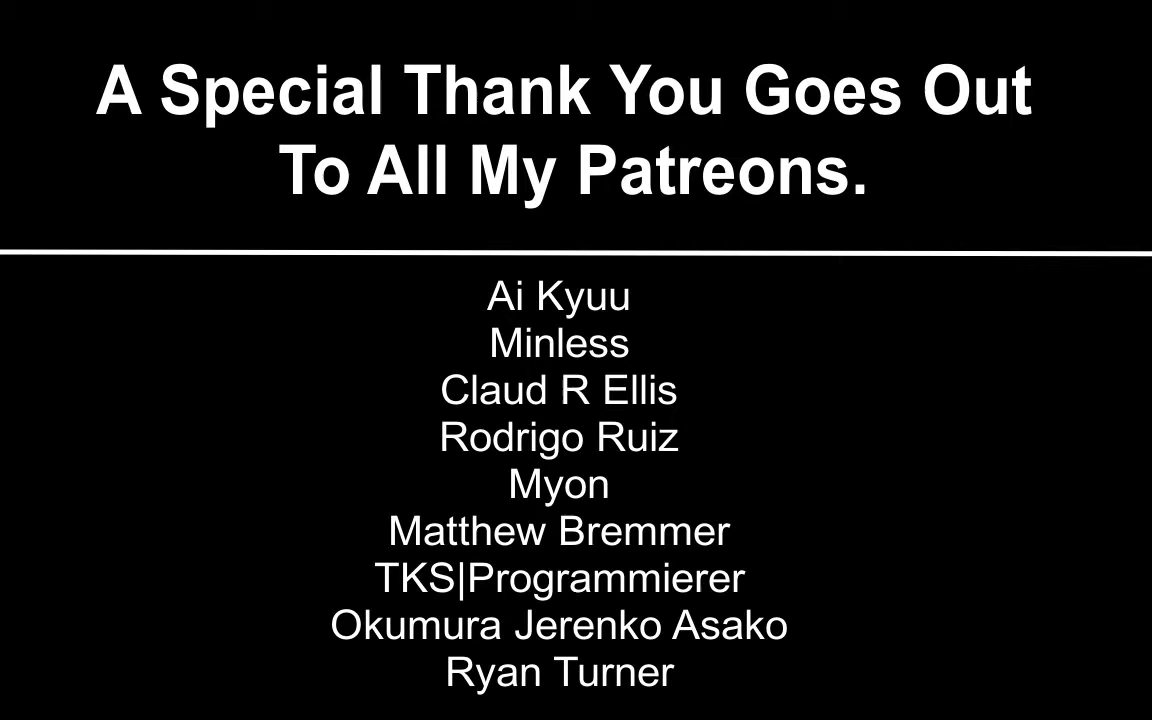 A Special Thank You Goes Out
To All My Patreons.
Ai Kyuu
Minless
Claud R Ellis
Rodrigo Ruiz
Myon
Matthew Bremmer
TKS|Programmierer
Okumura Jerenko Asako
Ryan Turner